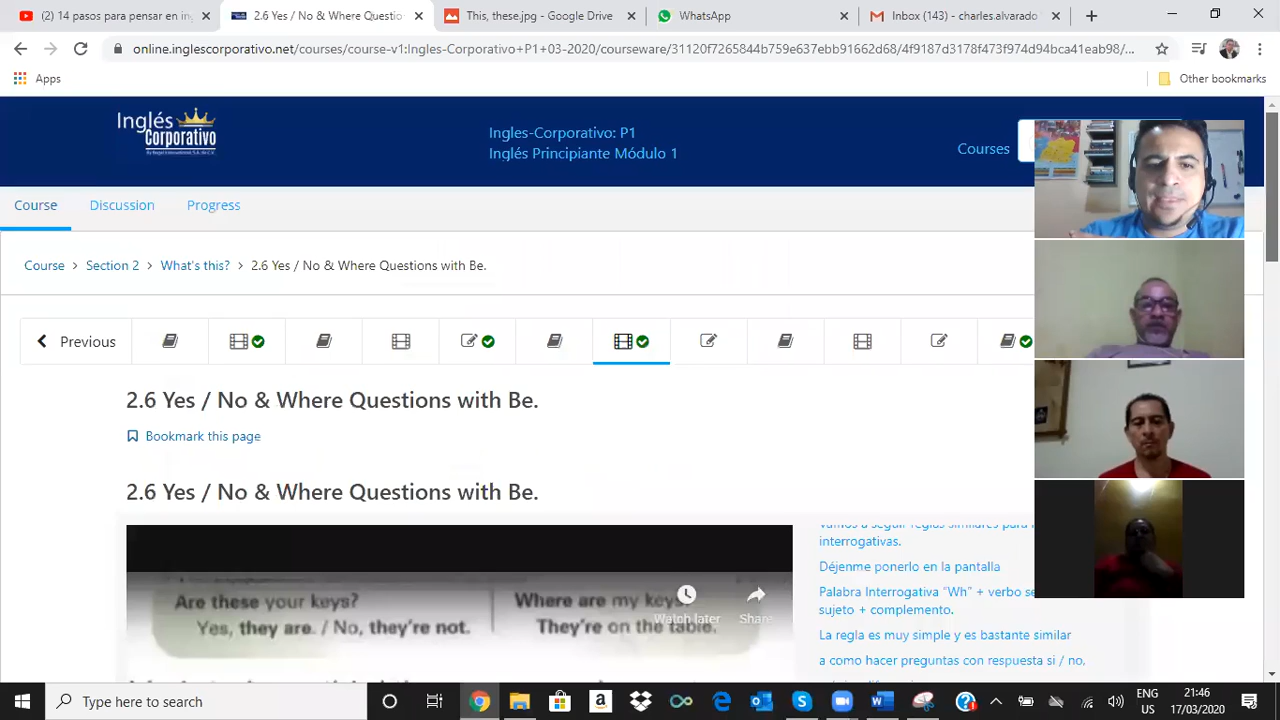 (2) 14 pasos para pensar en i
2.6 Yes / No & Where Questio
This, these.jpg - Google Drive
WhatsApp
Inbox (143) - charles.alvarado
online.inglescorporativo.net/courses/course-v1:Ingles-Corporativo+P1+03-2020/courseware/31120f7265844b759e637ebb91662d68/4f9187d3178f473f974d94bca41eab98/...
Apps
Other bookmarks
Inglés
Corporativo
Ingles-Corporativo: P1
Inglés Principiante Módulo 1
Courses
Course
Discussion
Progress
Course > Section 2 > What's this? > 2.6 Yes / No & Where Questions with Be.
Previous
2.6 Yes / No & Where Questions with Be.
Bookmark this page
2.6 Yes / No & Where Questions with Be.
Are these your keys?
Yes, they are. / No, they're not.
Where are my keys
They're on the table.
Watch later
Share
Vamos a seguir reglas similares para
interrogativas.
Déjenme ponerlo en la pantalla
Palabra Interrogativa "Wh" + verbo se
sujeto + complemento.
La regla es muy simple y es bastante similar
a como hacer preguntas con respuesta si / no,
Type here to search
ENG
US
21:46
17/03/2020